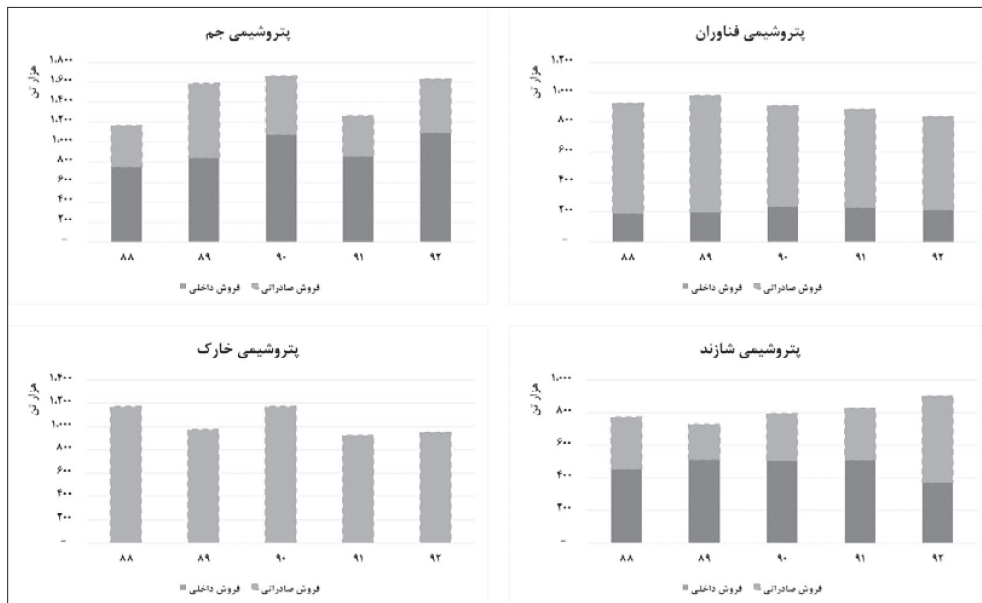 پتروشیمی جم
هزار تن
۱،۸۰۰
۱،۶۰۰
۱،۴۰۰
۱،۲۰۰
۱،۰۰۰
۸۰۰
۶۰۰
۴۰۰
۲۰۰
-
۸۸ ۸۹ ۹۰ ۹۱ ۹۲
فروش داخلی فروش صادراتی
پتروشیمی فناوران
هزار تن
۱،۲۰۰
۱،۰۰۰
۸۰۰
۶۰۰
۴۰۰
۲۰۰
-
۸۸ ۸۹ ۹۰ ۹۱ ۹۲
فروش داخلی فروش صادراتی
پتروشیمی خارک
هزار تن
۱،۴۰۰
۱،۲۰۰
۱،۰۰۰
۸۰۰
۶۰۰
۴۰۰
۲۰۰
-
۸۸ ۸۹ ۹۰ ۹۱ ۹۲
فروش داخلی فروش صادراتی
پتروشیمی شازند
هزار تن
۱،۰۰۰
۸۰۰
۶۰۰
۴۰۰
۲۰۰
-
۸۸ ۸۹ ۹۰ ۹۱ ۹۲
فروش داخلی فروش صادراتی